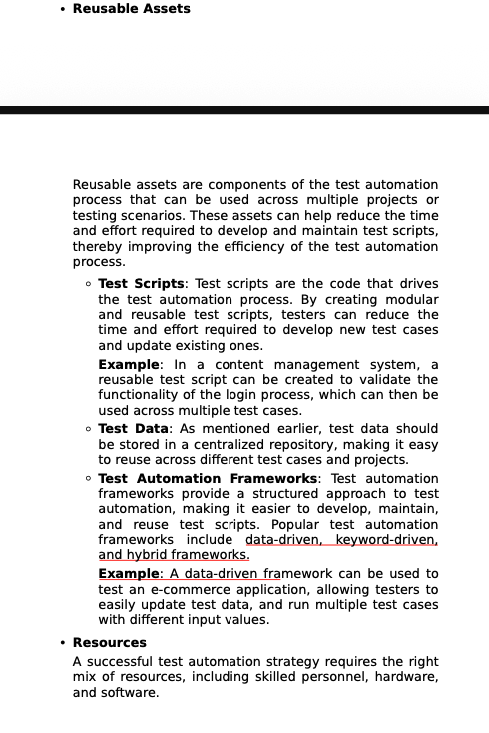 • Reusable Assets
Reusable assets are components of the test automation
process that can be used across multiple projects or
testing scenarios. These assets can help reduce the time
and effort required to develop and maintain test scripts,
thereby improving the efficiency of the test automation
process.
◦ Test Scripts: Test scripts are the code that drives
the test automation process. By creating modular
and reusable test scripts, testers can reduce the
time and effort required to develop new test cases
and update existing ones.
Example: In a content management system, a
reusable test script can be created to validate the
functionality of the login process, which can then be
used across multiple test cases.
◦ Test Data: As mentioned earlier, test data should
be stored in a centralized repository, making it easy
to reuse across different test cases and projects.
◦ Test Automation Frameworks: Test automation
frameworks provide a structured approach to test
automation, making it easier to develop, maintain,
and reuse test scripts. Popular test automation
frameworks include data-driven, keyword-driven,
and hybrid frameworks.
Example: A data-driven framework can be used to
test an e-commerce application, allowing testers to
easily update test data, and run multiple test cases
with different input values.
• Resources
A successful test automation strategy requires the right
mix of resources, including skilled personnel, hardware,
and software.